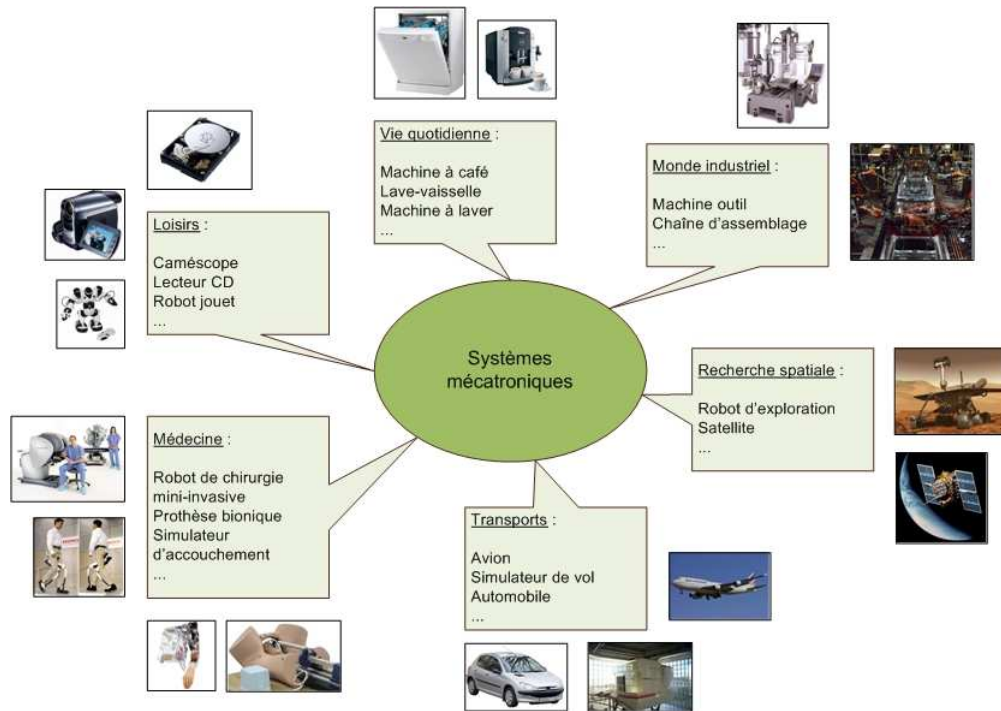 Vie quotidienne :
Machine à café
Lave-vaisselle
Machine à laver
...
Monde industriel :
Machine outil
Chaîne d'assemblage
...
Loisirs :
Caméscope
Lecteur CD
Robot jouet
...
Systèmes
mécatroniques
Recherche spatiale :
Robot d'exploration
Satellite
...
Médecine :
Robot de chirurgie
mini-invasive
Prothèse bionique
Simulateur
d'accouchement
...
Transports :
Avion
Simulateur de vol
Automobile
...